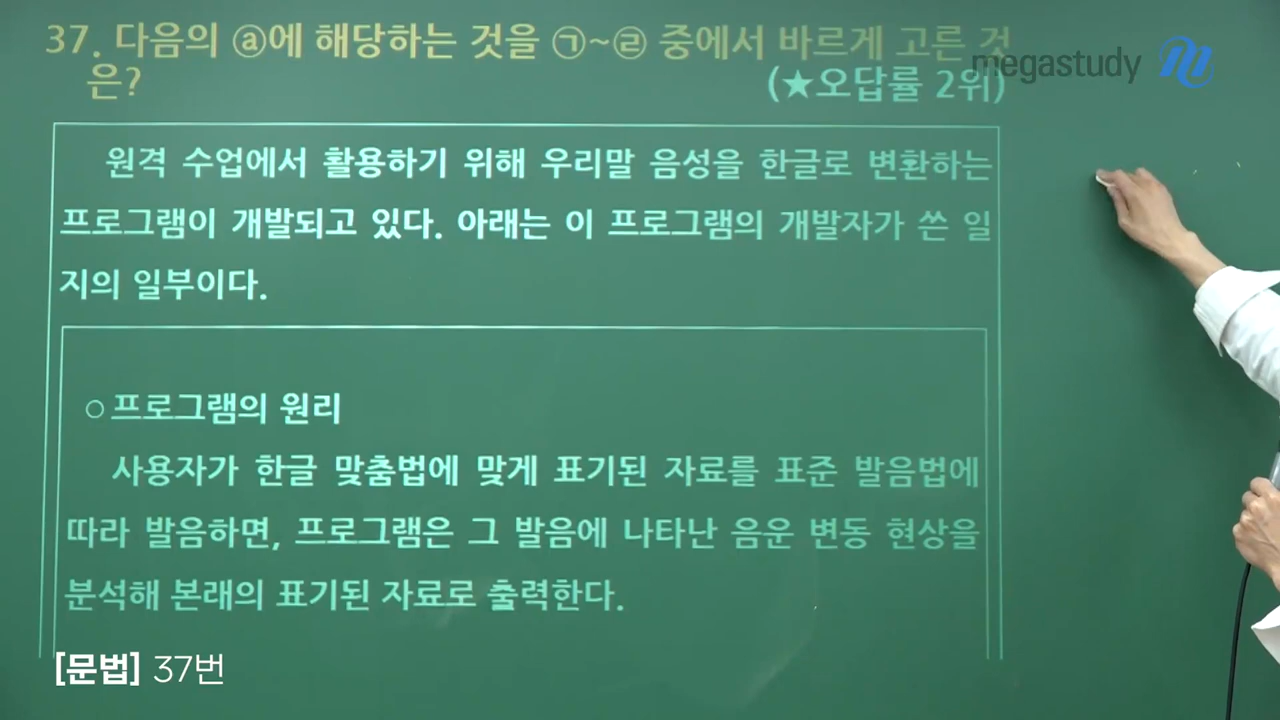 37. 다음의 ⓐ에 해당하는 것을 ㉠~㉣ 중에서 바르게 고른 것
은?
(★오답률 2위)
megastudy
원격 수업에서 활용하기 위해 우리말 음성을 한글로 변환하는
프로그램이 개발되고 있다. 아래는 이 프로그램의 개발자가 쓴 일
지의 일부이다.
○ 프로그램의 원리
사용자가 한글 맞춤법에 맞게 표기된 자료를 표준 발음법에
따라 발음하면, 프로그램은 그 발음에 나타난 음운 변동 현상을
분석해 본래의 표기된 자료로 출력한다.
[문법] 37번